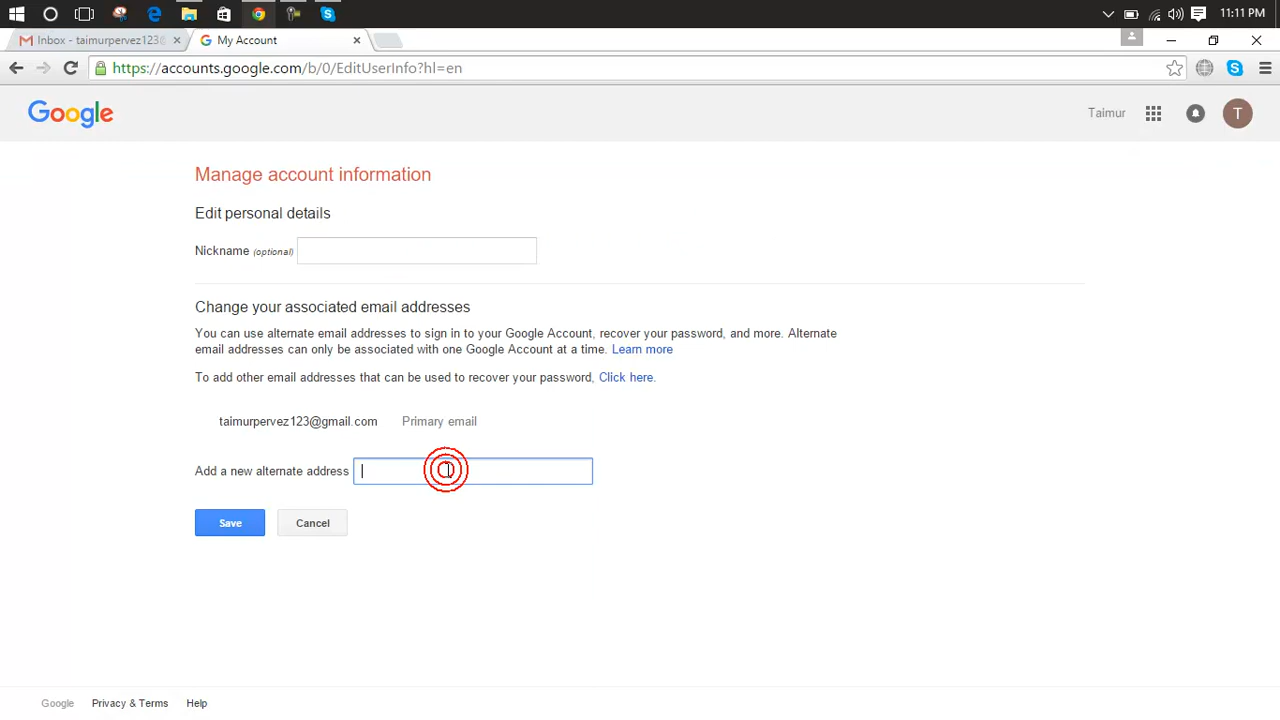 11:11 PM
Inbox - taimurpervez123@
My Account
https://accounts.google.com/b/0/EditUserInfo?hl=en
Google
Taimur
T
Manage account information
Edit personal details
Nickname (optional)
Change your associated email addresses
You can use alternate email addresses to sign in to your Google Account, recover your password, and more. Alternate
email addresses can only be associated with one Google Account at a time. Learn more
To add other email addresses that can be used to recover your password, Click here.
taimurpervez123@gmail.com Primary email
Add a new alternate address
Save Cancel
Google Privacy & Terms Help